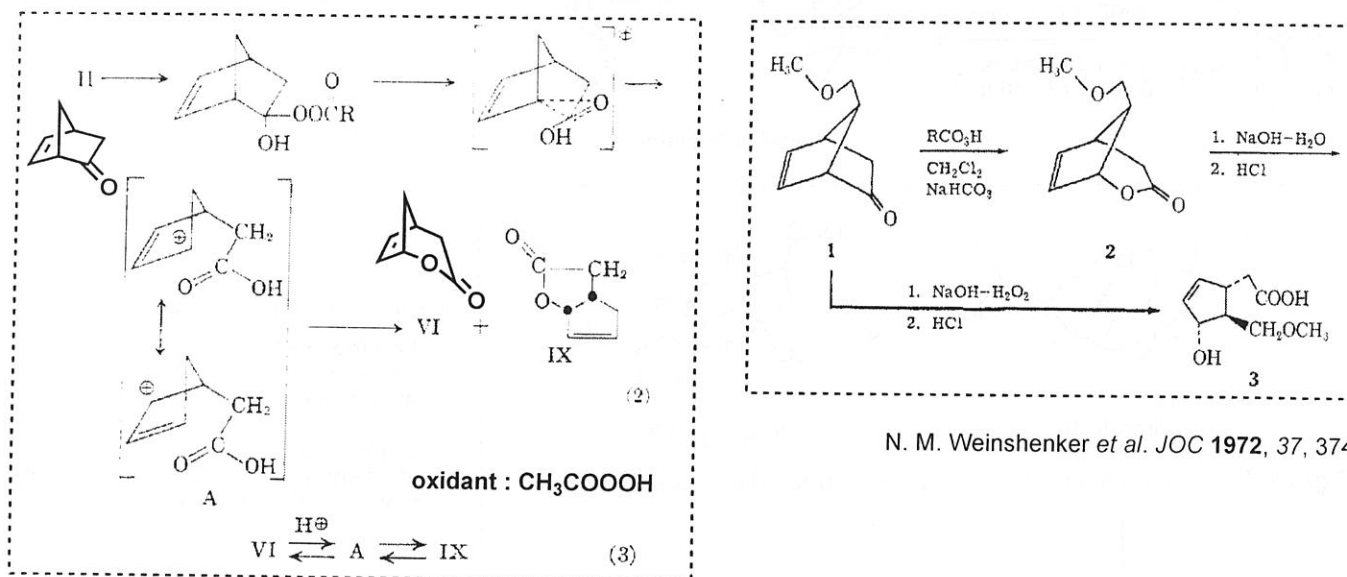 II
O
OOCR
OH
O
OH
⊕
O
CH₂
C
O
OH
⊕
CH₂
C
O
OH
A
O
O
VI
+
O
C
CH₂
O
IX
(2)
oxidant : CH₃COOOH
VI H⊕ A IX (3)
H₃C
O
O
1
RCO₃H
CH₂Cl₂
NaHCO₃
H₃C
O
O
O
2
1. NaOH–H₂O
2. HCl
1. NaOH–H₂O₂
2. HCl
COOH
CH₂OCH₃
OH
3
N. M. Weinshenker et al. JOC 1972, 37, 374